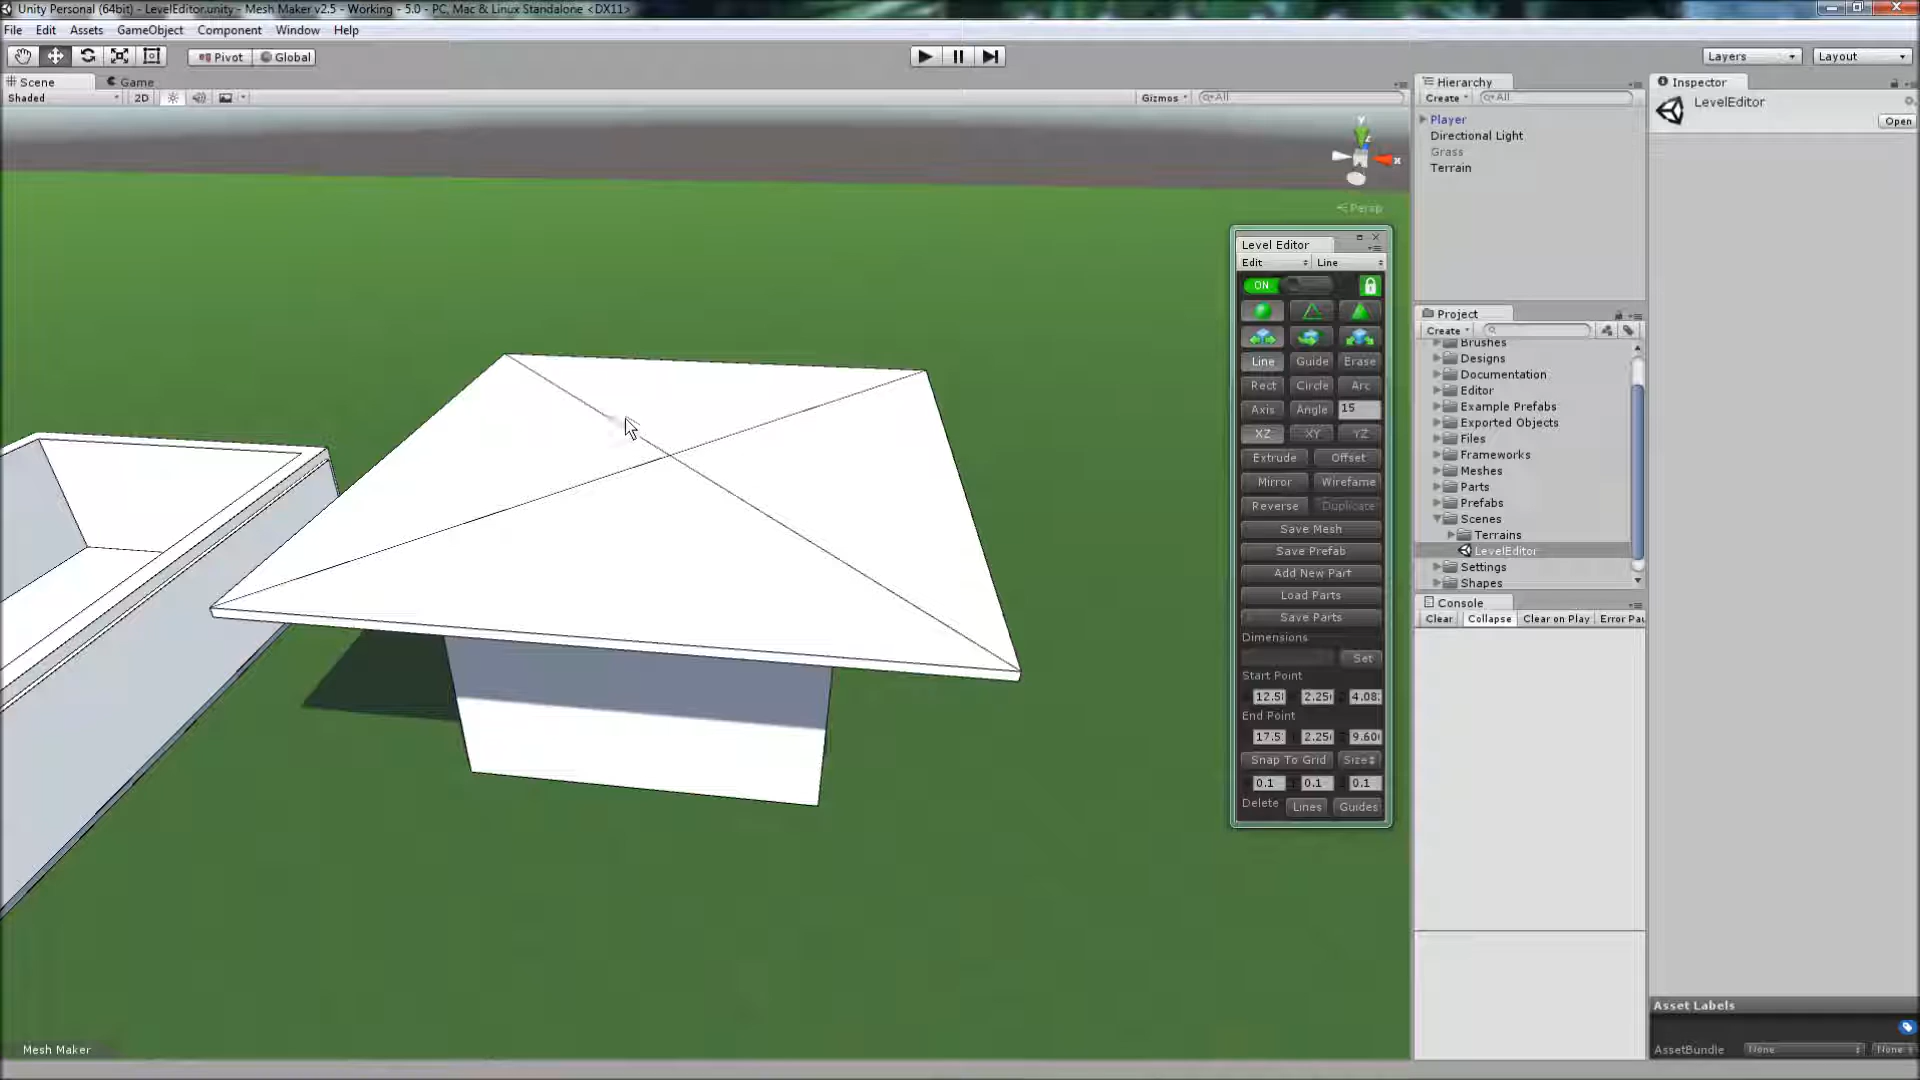 Unity Personal (64bit) - LevelEditor.unity - Mesh Maker v2.5 - Working - 5.0 - PC, Mac & Linux Standalone <DX11>
File Edit Assets GameObject Component Window Help
Pivot Global Layers Layout
Scene Game
Shaded 2D Gizmos All
Persp
Level Editor
Edit Line
ON
Line Guide Erase
Rect Circle Arc
Axis Angle 15
XZ XY YZ
Extrude Offset
Mirror Wirefame
Reverse Duplicate
Save Mesh
Save Prefab
Add New Part
Load Parts
Save Parts
Dimensions
Set
Start Point
12.5 2.25 4.08
End Point
17.5 2.25 9.60
Snap To Grid Size
0.1 0.1 0.1
Delete Lines Guides
Mesh Maker
Hierarchy
Create All
Player
Directional Light
Grass
Terrain
Project
Create
Brushes
Designs
Documentation
Editor
Example Prefabs
Exported Objects
Files
Frameworks
Meshes
Parts
Prefabs
Scenes
Terrains
LevelEditor
Settings
Shapes
Console
Clear Collapse Clear on Play Error Pau
Inspector
LevelEditor
Open
Asset Labels
AssetBundle None None